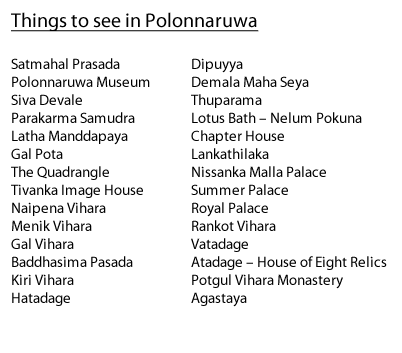 Things to see in Polonnaruwa
Satmahal Prasada
Polonnaruwa Museum
Siva Devale
Parakarma Samudra
Latha Manddapaya
Gal Pota
The Quadrangle
Tivanka Image House
Naipena Vihara
Menik Vihara
Gal Vihara
Baddhasima Pasada
Kiri Vihara
Hatadage
Dipuyya
Demala Maha Seya
Thuparama
Lotus Bath – Nelum Pokuna
Chapter House
Lankathilaka
Nissanka Malla Palace
Summer Palace
Royal Palace
Rankot Vihara
Vatadage
Atadage – House of Eight Relics
Potgul Vihara Monastery
Agastaya